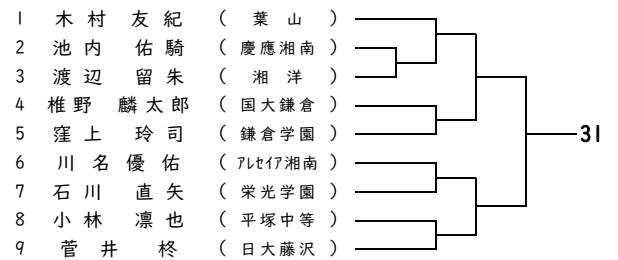 1 木村 友紀 ( 葉山 )
2 池内 佑騎 ( 慶應湘南 )
3 渡辺 留朱 ( 湘洋 )
4 椎野 麟太郎 ( 国大鎌倉 )
5 窪上 玲司 ( 鎌倉学園 )
31
6 川名 優佑 ( アレセイア湘南 )
7 石川 直矢 ( 栄光学園 )
8 小林 凛也 ( 平塚中等 )
9 菅井 柊 ( 日大藤沢 )